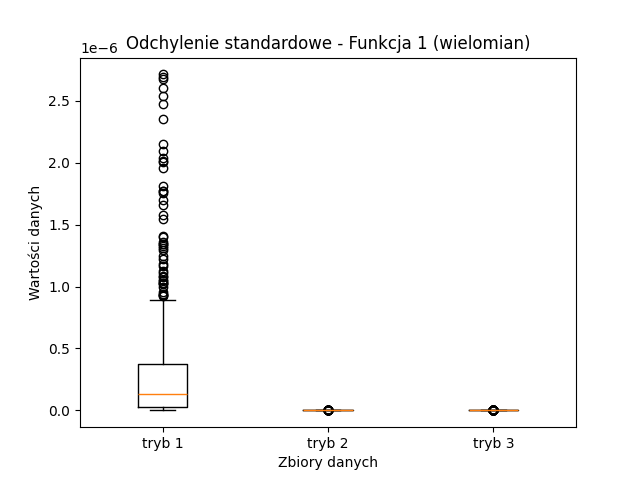 Odchylenie standardowe - Funkcja 1 (wielomian)
1e−6
Wartości danych
2.5
2.0
1.5
1.0
0.5
0.0
tryb 1
tryb 2
tryb 3
Zbiory danych